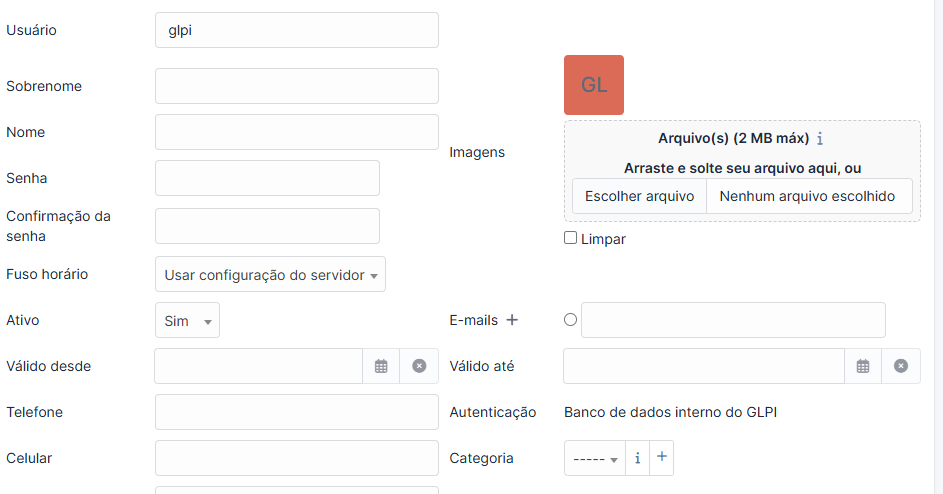 Usuário
glpi
Sobrenome
GL
Nome
Imagens
Arquivo(s) (2 MB máx) i
Arraste e solte seu arquivo aqui, ou
Escolher arquivo Nenhum arquivo escolhido
Limpar
Senha
Confirmação da
senha
Fuso horário
Usar configuração do servidor
Ativo
Sim
E-mails +
Válido desde
Válido até
Telefone
Autenticação
Banco de dados interno do GLPI
Celular
Categoria
----- i +